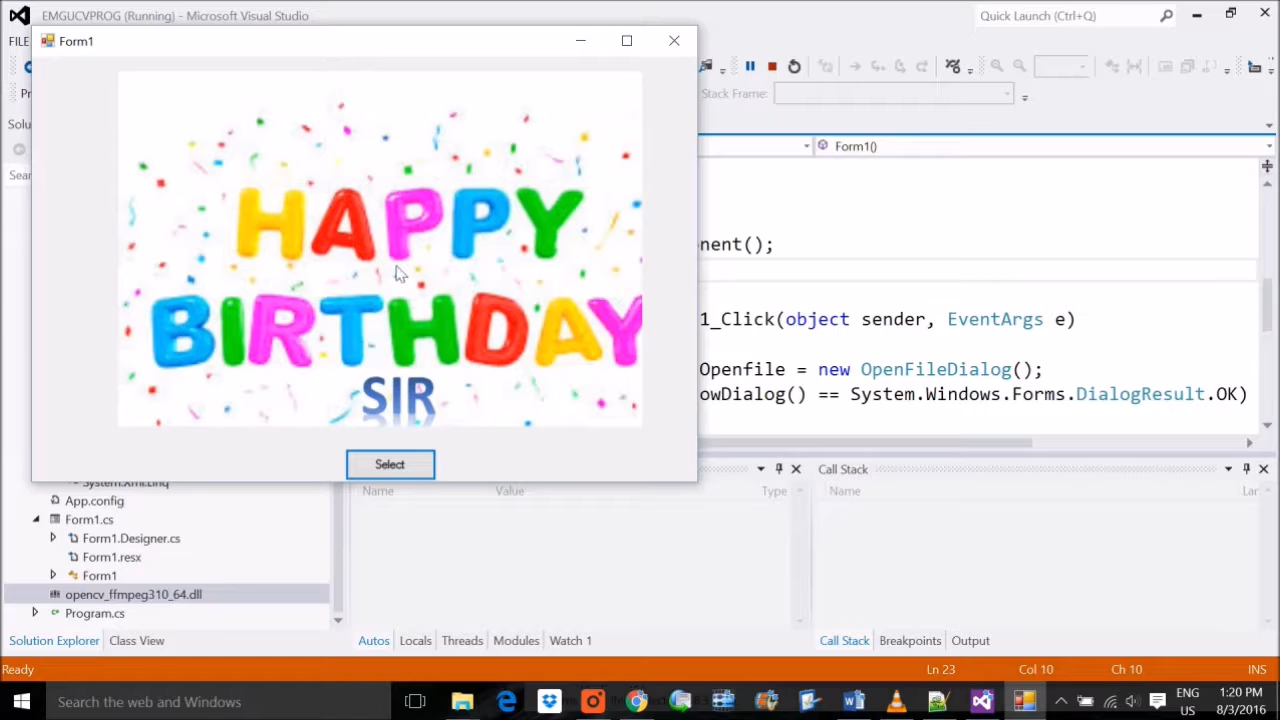 EMGUCVPROG (Running) - Microsoft Visual Studio
Quick Launch (Ctrl+Q)
Form1
Stack Frame:
Form1()
HAPPY
BIRTHDAY
SIR
Select
nent();
1_Click(object sender, EventArgs e)
Openfile = new OpenFileDialog();
owDialog() == System.Windows.Forms.DialogResult.OK)
System.Xml.Linq
App.config
Form1.cs
Form1.Designer.cs
Form1.resx
Form1
opencv_ffmpeg310_64.dll
Program.cs
Solution Explorer
Class View
Name
Value
Type
Autos
Locals
Threads
Modules
Watch 1
Call Stack
Name
Lar
Call Stack
Breakpoints
Output
Ready
Ln 23
Col 10
Ch 10
INS
Search the web and Windows
ENG
US
1:20 PM
8/3/2016